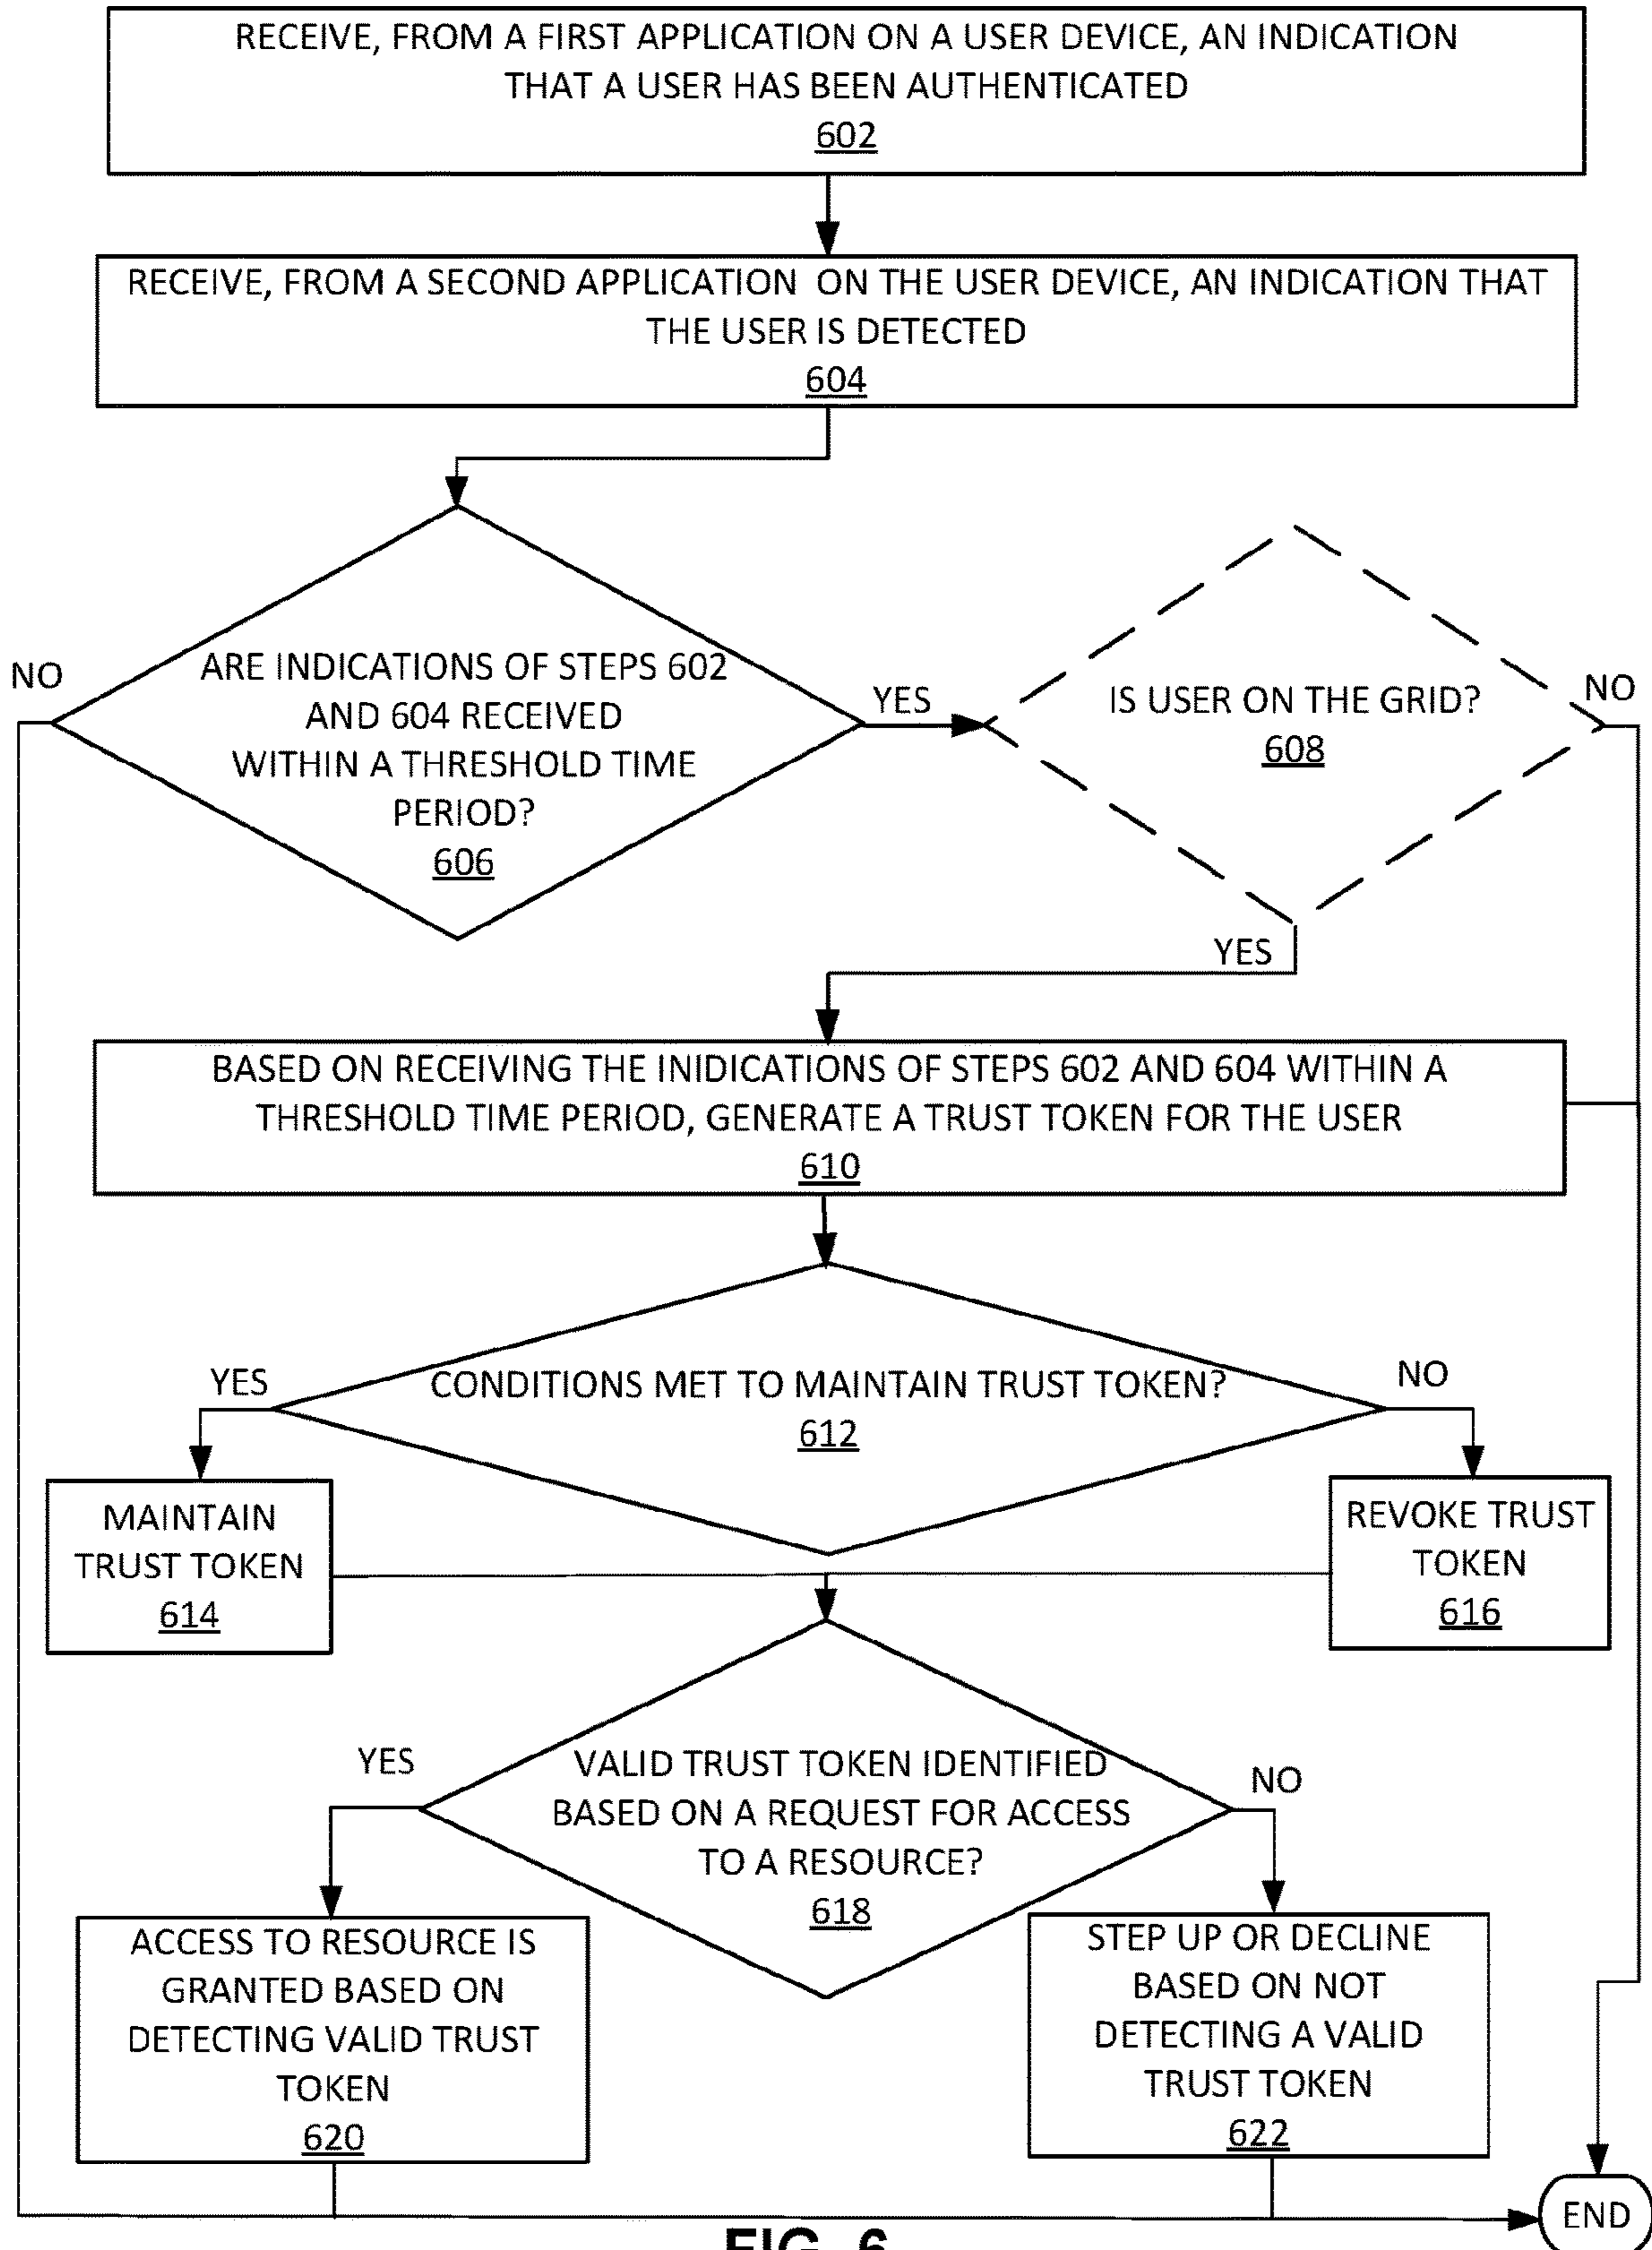 RECEIVE, FROM A FIRST APPLICATION ON A USER DEVICE, AN INDICATION
THAT A USER HAS BEEN AUTHENTICATED
602
RECEIVE, FROM A SECOND APPLICATION ON THE USER DEVICE, AN INDICATION THAT
THE USER IS DETECTED
604
NO
ARE INDICATIONS OF STEPS 602
AND 604 RECEIVED
WITHIN A THRESHOLD TIME
PERIOD?
606
YES
IS USER ON THE GRID?
608
NO
YES
BASED ON RECEIVING THE INIDICATIONS OF STEPS 602 AND 604 WITHIN A
THRESHOLD TIME PERIOD, GENERATE A TRUST TOKEN FOR THE USER
610
YES
CONDITIONS MET TO MAINTAIN TRUST TOKEN?
612
NO
MAINTAIN
TRUST TOKEN
614
REVOKE TRUST
TOKEN
616
YES
VALID TRUST TOKEN IDENTIFIED
BASED ON A REQUEST FOR ACCESS
TO A RESOURCE?
618
NO
ACCESS TO RESOURCE IS
GRANTED BASED ON
DETECTING VALID TRUST
TOKEN
620
STEP UP OR DECLINE
BASED ON NOT
DETECTING A VALID
TRUST TOKEN
622
END
FIG. 6